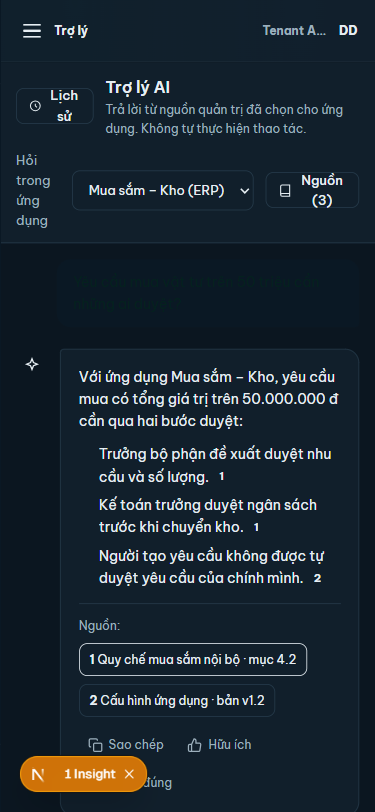 Trợ lý
Tenant A...
DD
Lịch
sử
Trợ lý AI
Trả lời từ nguồn quản trị đã chọn cho ứng
dụng. Không tự thực hiện thao tác.
Hỏi
trong
ứng
dụng
Mua sắm – Kho (ERP)
Nguồn
(3)
Với ứng dụng Mua sắm – Kho, yêu cầu
mua có tổng giá trị trên 50.000.000 đ
cần qua hai bước duyệt:
Trưởng bộ phận đề xuất duyệt nhu
cầu và số lượng. 1
Kế toán trưởng duyệt ngân sách
trước khi chuyển kho. 1
Người tạo yêu cầu không được tự
duyệt yêu cầu của chính mình. 2
Nguồn:
1 Quy chế mua sắm nội bộ · mục 4.2
2 Cấu hình ứng dụng · bản v1.2
Sao chép
Hữu ích
N 1 Insight
đúng